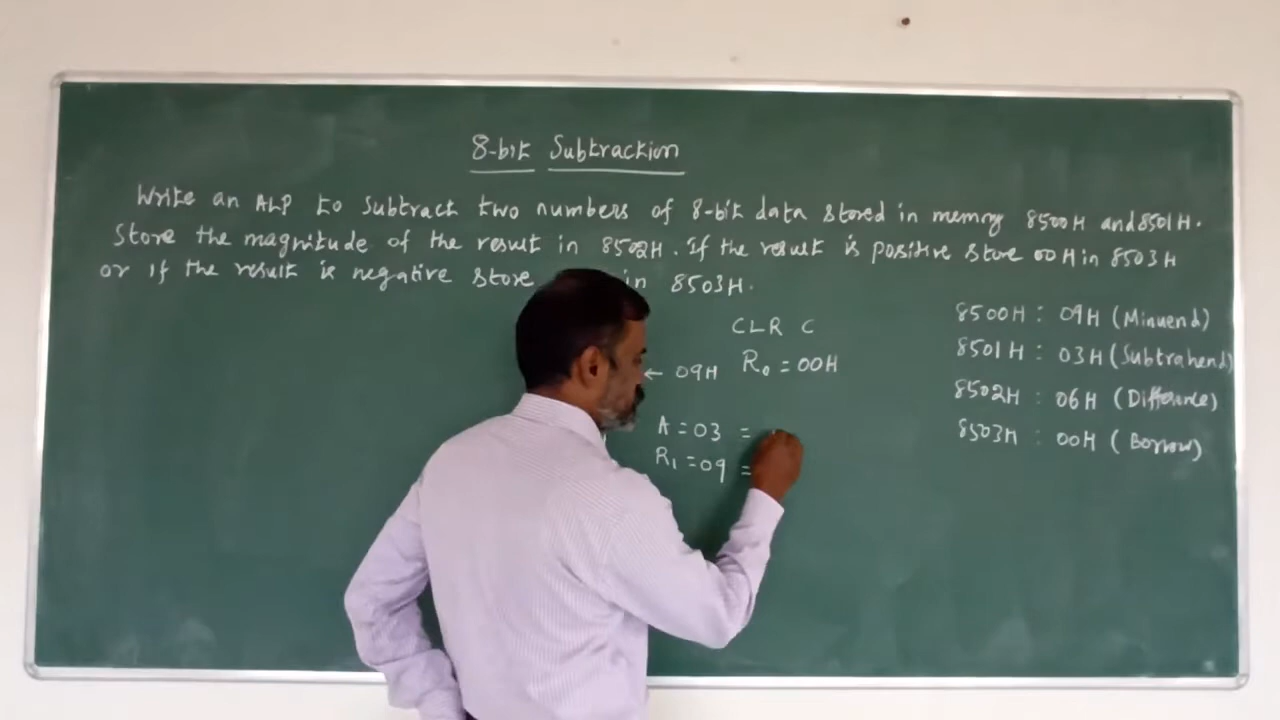 8-bit Subtraction
Write an ALP to subtract two numbers of 8-bit data stored in memory 8500H and 8501H.
Store the magnitude of the result in 8502H. If the result is positive store 00H in 8503H
or if the result is negative store in 8503H.
CLR C
← 09H R0 = 00H
A = 03 =
R1 = 09 =
8500H : 09H (Minuend)
8501H : 03H (Subtrahend)
8502H : 06H (Difference)
8503H : 00H (Borrow)